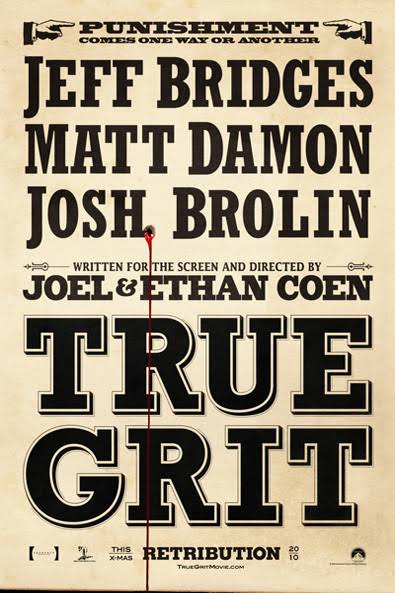 PUNISHMENT
COMES ONE WAY OR ANOTHER
JEFF BRIDGES
MATT DAMON
JOSH BROLIN
WRITTEN FOR THE SCREEN AND DIRECTED BY
JOEL & ETHAN COEN
TRUE
GRIT
THIS X-MAS RETRIBUTION 20 10
TRUEGRITMOVIE.COM